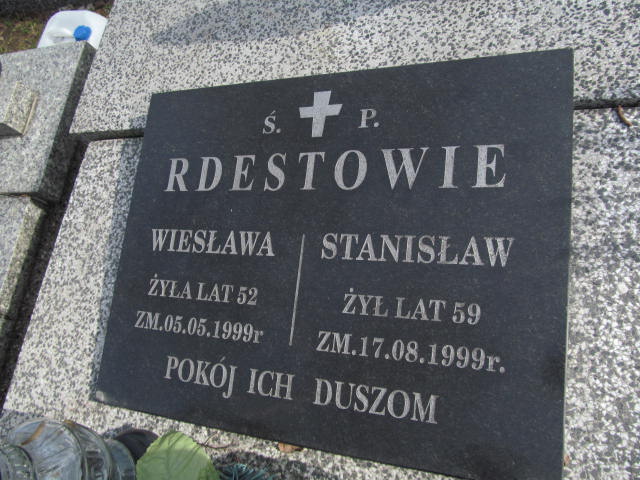 Ś. P.
RDESTOWIE
WIESŁAWA
ŻYŁA LAT 52
ZM.05.05.1999r
STANISŁAW
ŻYŁ LAT 59
ZM.17.08.1999r.
POKÓJ ICH DUSZOM